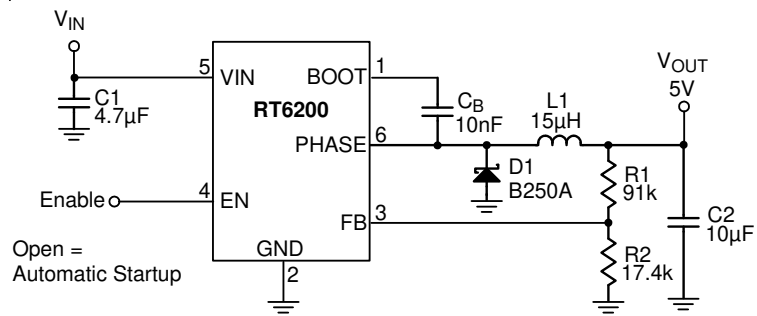 VIN
5
VIN
BOOT
1
C1
4.7µF
RT6200
CB
10nF
PHASE
6
L1
15µH
VOUT
5V
D1
B250A
R1
91k
Enable
4
EN
FB
3
C2
10µF
Open =
Automatic Startup
GND
2
R2
17.4k